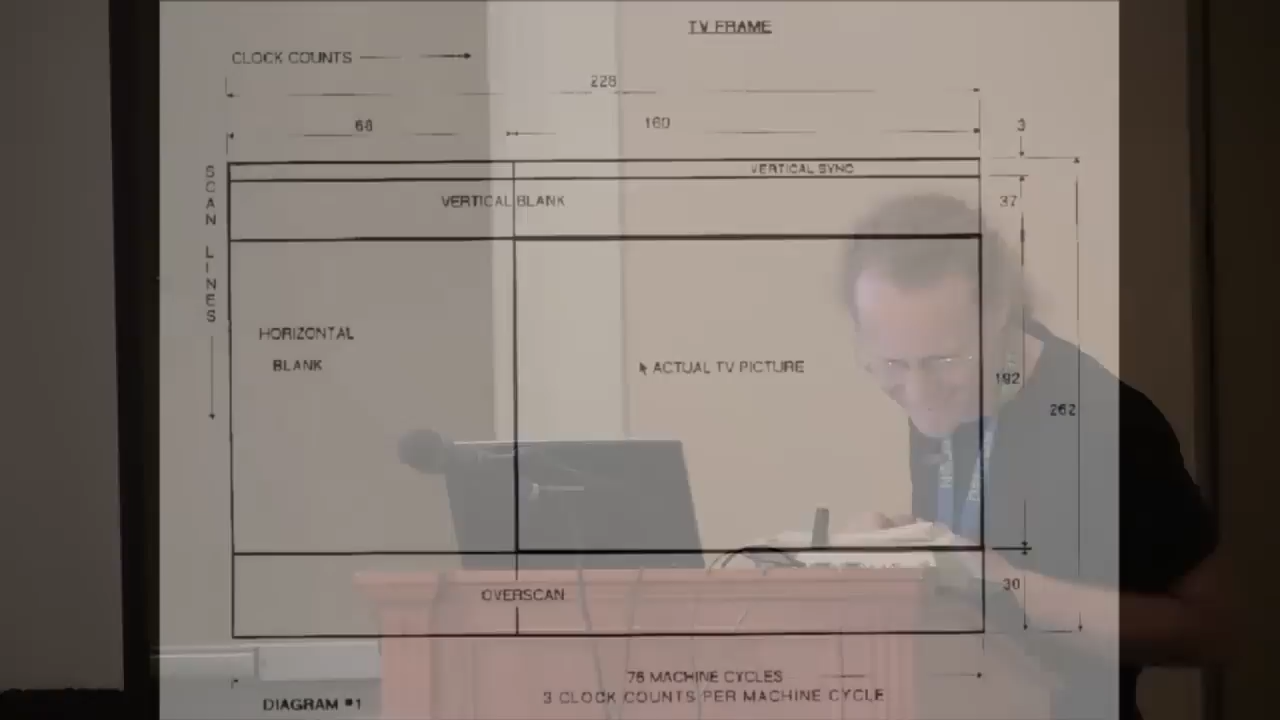 TV FRAME
CLOCK COUNTS
228
68
160
3
VERTICAL SYNC
SCAN LINES
VERTICAL BLANK
37
HORIZONTAL
BLANK
ACTUAL TV PICTURE
192
262
OVERSCAN
30
76 MACHINE CYCLES
3 CLOCK COUNTS PER MACHINE CYCLE
DIAGRAM #1